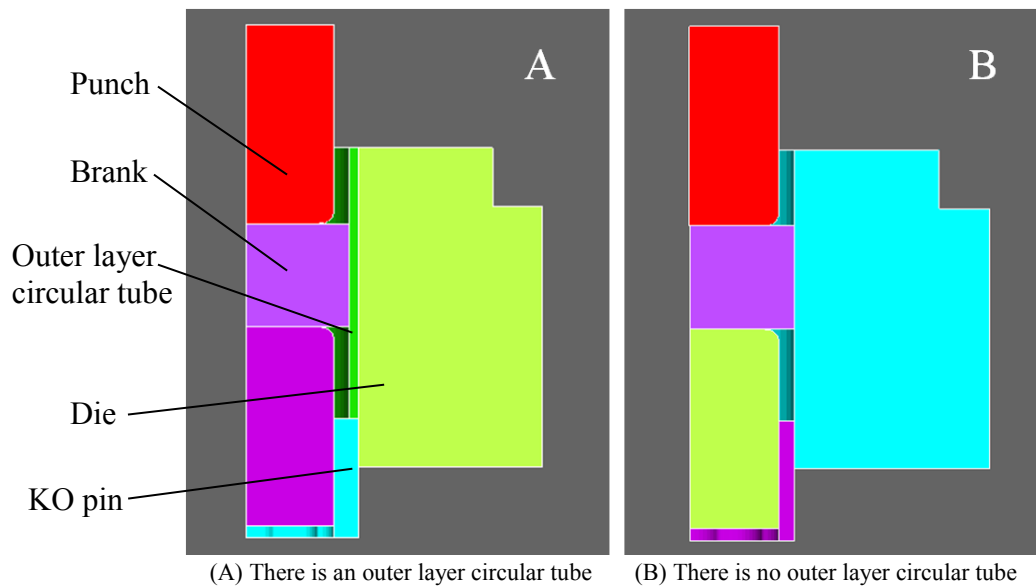 A
B
Punch
Brank
Outer layer
circular tube
Die
KO pin
(A) There is an outer layer circular tube
(B) There is no outer layer circular tube